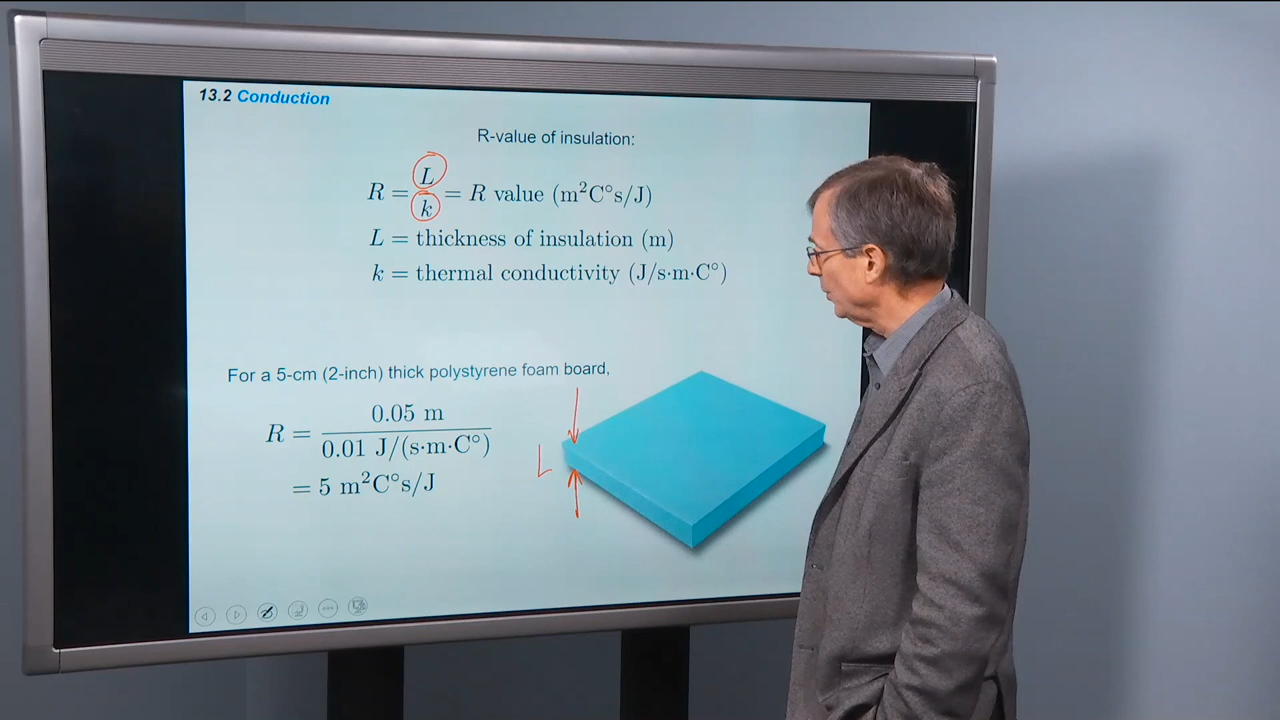 13.2 Conduction
R-value of insulation:
R = L/k = R value (m²C°s/J)
L = thickness of insulation (m)
k = thermal conductivity (J/s·m·C°)
For a 5-cm (2-inch) thick polystyrene foam board,
R = 0.05 m / 0.01 J/(s·m·C°)
= 5 m²C°s/J
L